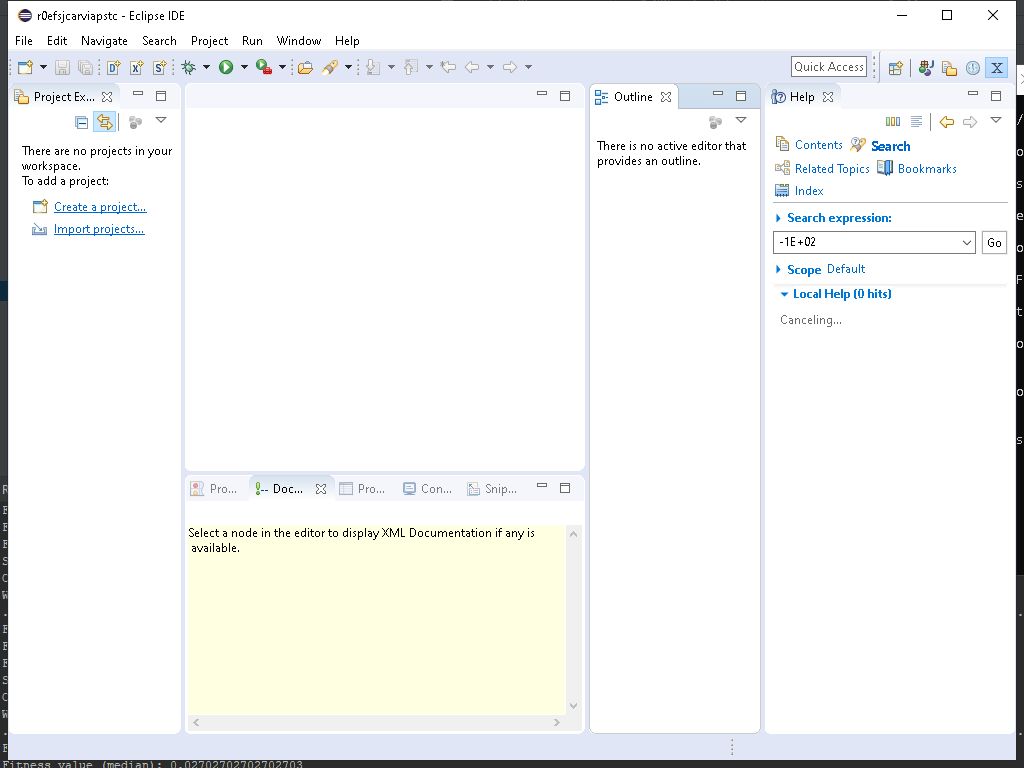 r0efsjcarviapstc - Eclipse IDE
File Edit Navigate Search Project Run Window Help
Quick Access
Project Ex...
Outline
Help
There are no projects in your
workspace.
To add a project:
Create a project...
Import projects...
There is no active editor that
provides an outline.
Contents Search
Related Topics Bookmarks
Index
Search expression:
-1E+02
Go
Scope Default
Local Help (0 hits)
Canceling...
Pro... Doc... Pro... Con... Snip...
Select a node in the editor to display XML Documentation if any is
available.
Fitness value (median): 0.02702702702702703